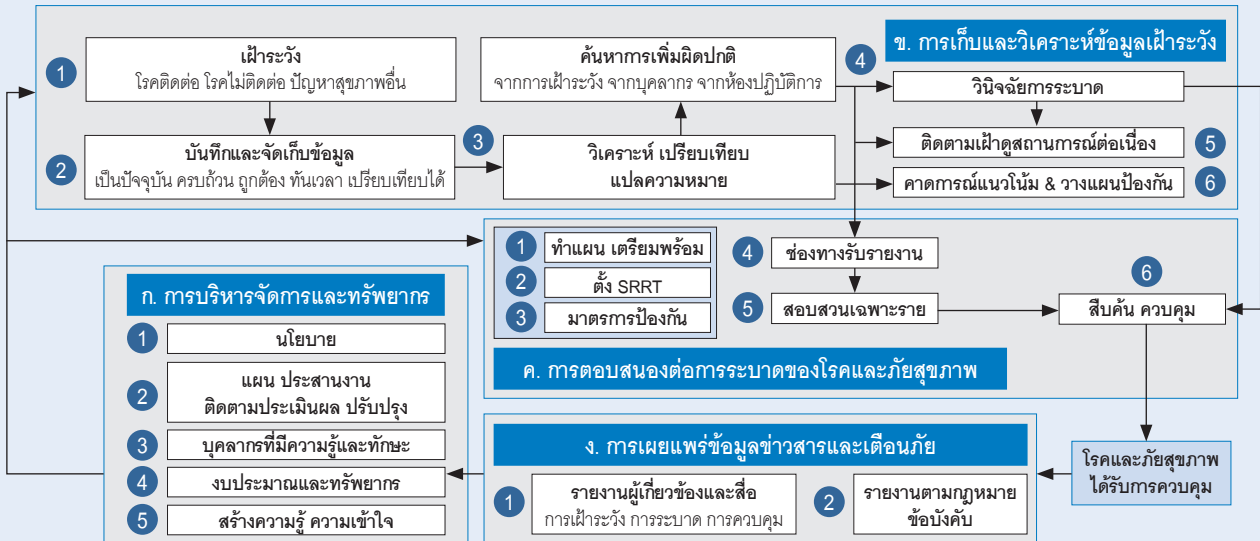 ข. การเก็บและวิเคราะห์ข้อมูลเฝ้าระวัง
1
เฝ้าระวัง
โรคติดต่อ โรคไม่ติดต่อ ปัญหาสุขภาพอื่น
ค้นหาการเพิ่มผิดปกติ
จากการเฝ้าระวัง จากบุคลากร จากห้องปฏิบัติการ
4
วินิจฉัยการระบาด
2
บันทึกและจัดเก็บข้อมูล
เป็นปัจจุบัน ครบถ้วน ถูกต้อง ทันเวลา เปรียบเทียบได้
3
วิเคราะห์ เปรียบเทียบ
แปลความหมาย
ติดตามเฝ้าดูสถานการณ์ต่อเนื่อง
5
คาดการณ์แนวโน้ม & วางแผนป้องกัน
6
1
ทำแผน เตรียมพร้อม
2
ตั้ง SRRT
3
มาตรการป้องกัน
4
ช่องทางรับรายงาน
5
สอบสวนเฉพาะราย
6
สืบค้น ควบคุม
ค. การตอบสนองต่อการระบาดของโรคและภัยสุขภาพ
ก. การบริหารจัดการและทรัพยากร
1
นโยบาย
2
แผน ประสานงาน
ติดตามประเมินผล ปรับปรุง
3
บุคลากรที่มีความรู้และทักษะ
4
งบประมาณและทรัพยากร
5
สร้างความรู้ ความเข้าใจ
ง. การเผยแพร่ข้อมูลข่าวสารและเตือนภัย
1
รายงานผู้เกี่ยวข้องและสื่อ
การเฝ้าระวัง การระบาด การควบคุม
2
รายงานตามกฎหมาย
ข้อบังคับ
โรคและภัยสุขภาพ
ได้รับการควบคุม